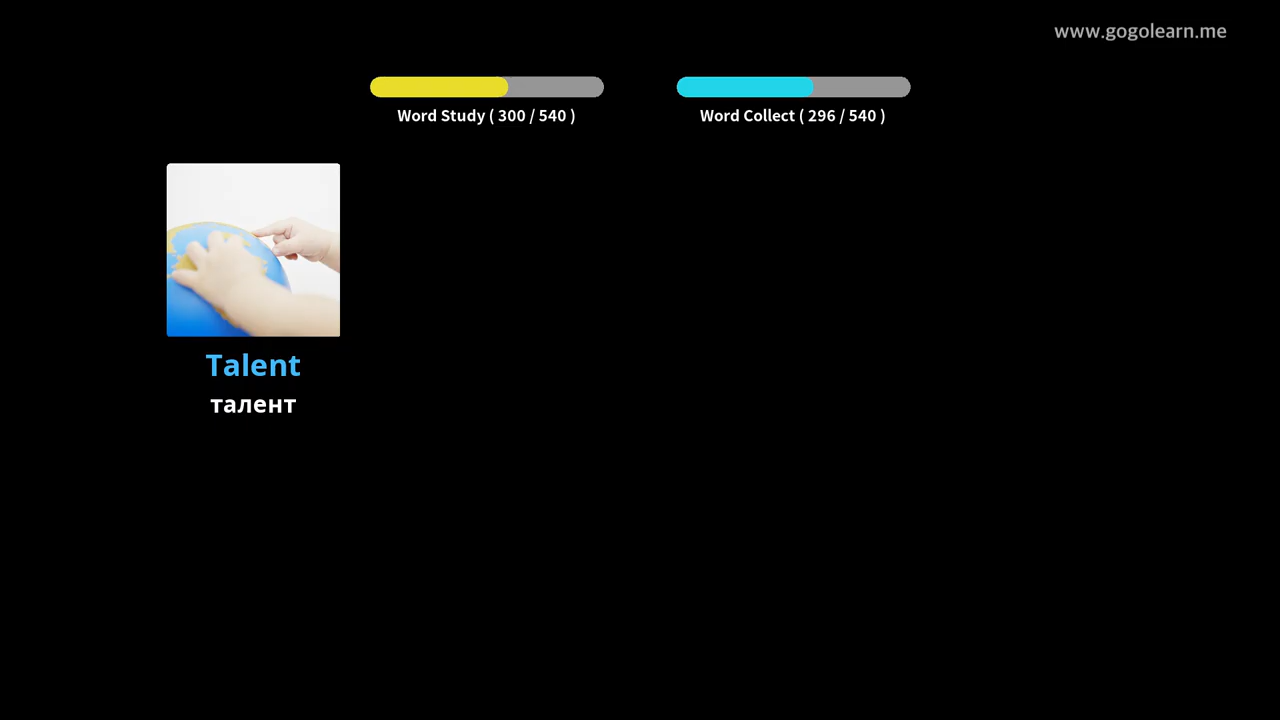 www.gogolearn.me
Word Study ( 300 / 540 )
Word Collect ( 296 / 540 )
Talent
талент